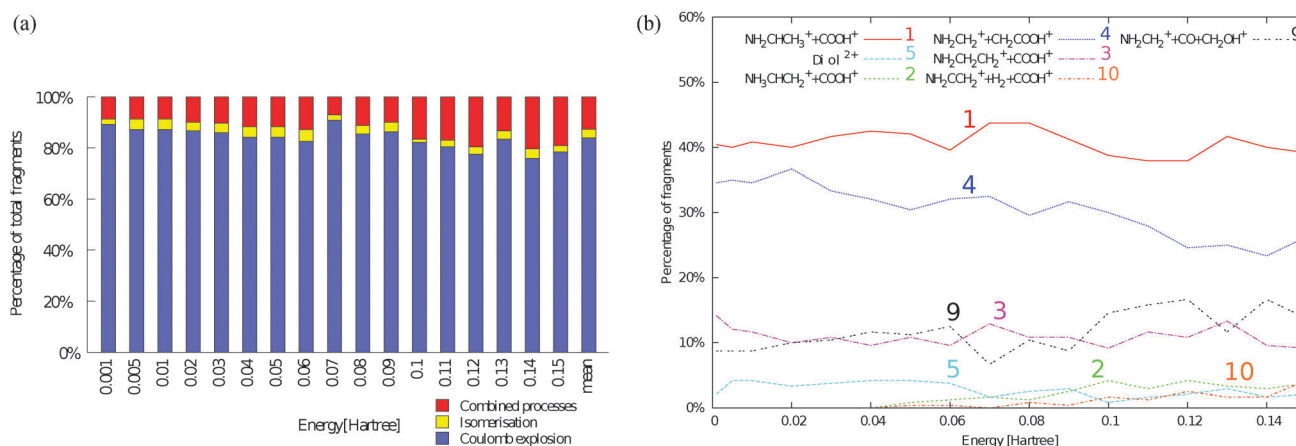 (a)
Percentage of total fragments
100%
80%
60%
40%
20%
0%
0.001
0.005
0.01
0.02
0.03
0.04
0.05
0.06
0.07
0.08
0.09
0.1
0.11
0.12
0.13
0.14
0.15
mean
Energy[Hartree]
Combined processes
Isomerisation
Coulomb explosion
(b)
NH₂CHCH₃⁺+COOH⁺ 1
NH₂CH₂⁺+CH₂COOH⁺ 4
NH₂CH₂⁺+CO+CH₂OH⁺ 9
Diol ²⁺ 5
NH₂CH₂CH₂⁺+COOH⁺ 3
NH₃CHCH₂⁺+COOH⁺ 2
NH₂CCH₂⁺+H₂+COOH⁺ 10
Percentage of fragments
60%
50%
40%
30%
20%
10%
0%
1
4
9
3
5
2
10
0
0.02
0.04
0.06
0.08
0.1
0.12
0.14
Energy [Hartree]